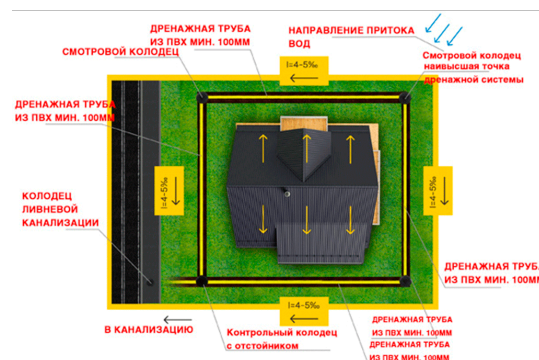 ДРЕНАЖНАЯ ТРУБА
ИЗ ПВХ МИН. 100ММ
НАПРАВЛЕНИЕ ПРИТОКА
ВОД
СМОТРОВОЙ КОЛОДЕЦ
Смотровой колодец
наивысшая точка
дренажной системы
I=4-5‰
ДРЕНАЖНАЯ ТРУБА
ИЗ ПВХ МИН. 100ММ
I=4-5‰
I=4-5‰
КОЛОДЕЦ
ЛИВНЕВОЙ
КАНАЛИЗАЦИИ
ДРЕНАЖНАЯ ТРУБА
ИЗ ПВХ МИН. 100ММ
I=4-5‰
В КАНАЛИЗАЦИЮ
Контрольный колодец
с отстойником
ДРЕНАЖНАЯ ТРУБА
ИЗ ПВХ МИН. 100ММ
ДРЕНАЖНАЯ ТРУБА
ИЗ ПВХ МИН. 100ММ